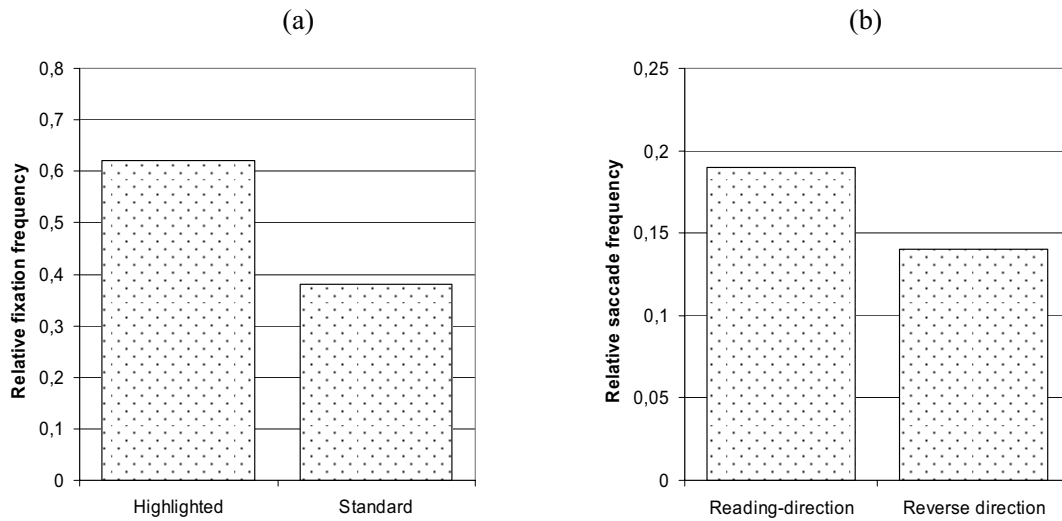 (a)
Relative fixation frequency
0,8
0,7
0,6
0,5
0,4
0,3
0,2
0,1
0
Highlighted
Standard
(b)
Relative saccade frequency
0,25
0,2
0,15
0,1
0,05
0
Reading-direction
Reverse direction